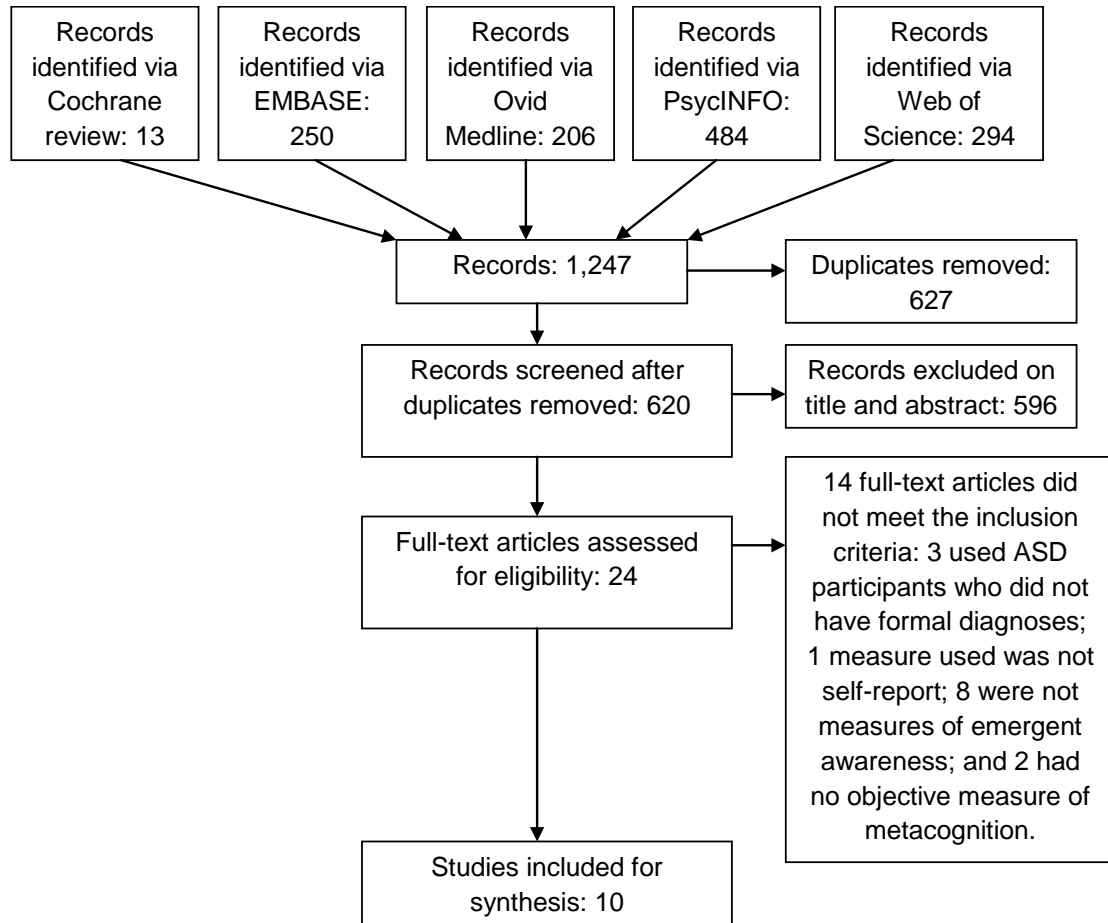 Records
identified via
Cochrane
review: 13
Records
identified via
EMBASE:
250
Records
identified via
Ovid
Medline: 206
Records
identified via
PsycINFO:
484
Records
identified via
Web of
Science: 294
Records: 1,247
Duplicates removed:
627
Records screened after
duplicates removed: 620
Records excluded on
title and abstract: 596
Full-text articles assessed
for eligibility: 24
14 full-text articles did
not meet the inclusion
criteria: 3 used ASD
participants who did not
have formal diagnoses;
1 measure used was not
self-report; 8 were not
measures of emergent
awareness; and 2 had
no objective measure of
metacognition.
Studies included for
synthesis: 10